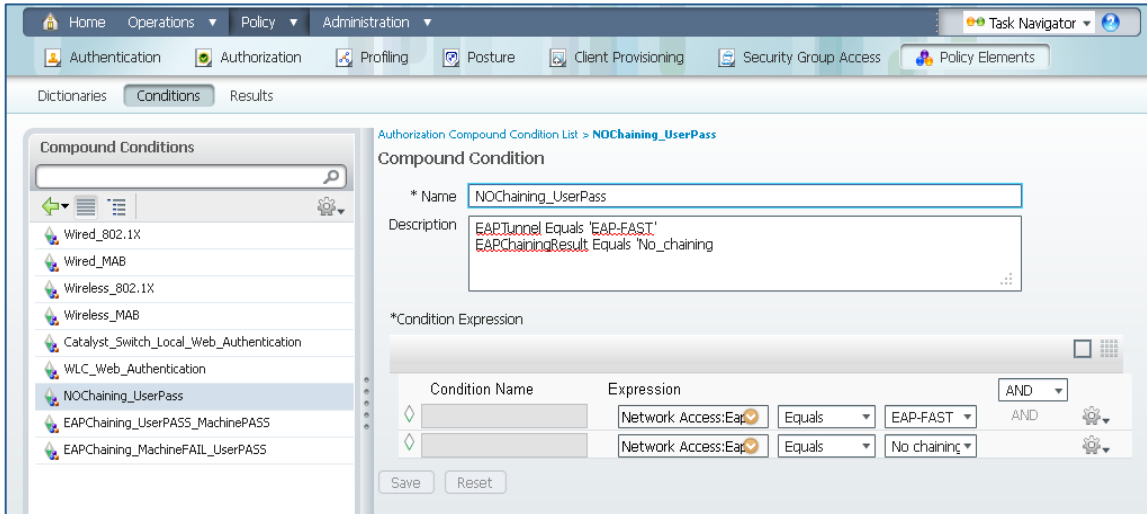 Home Operations ▼ Policy ▼ Administration ▼ Task Navigator ▼
Authentication Authorization Profiling Posture Client Provisioning Security Group Access Policy Elements
Dictionaries Conditions Results
Compound Conditions
Wired_802.1X
Wired_MAB
Wireless_802.1X
Wireless_MAB
Catalyst_Switch_Local_Web_Authentication
WLC_Web_Authentication
NOChaining_UserPass
EAPChaining_UserPASS_MachinePASS
EAPChaining_MachineFAIL_UserPASS
Authorization Compound Condition List > NOChaining_UserPass
Compound Condition
* Name NOChaining_UserPass
Description EAPTunnel Equals 'EAP-FAST'
EAPChainingResult Equals 'No_chaining
*Condition Expression
Condition Name Expression AND
Network Access:Eap Equals EAP-FAST AND
Network Access:Eap Equals No chaining
Save Reset